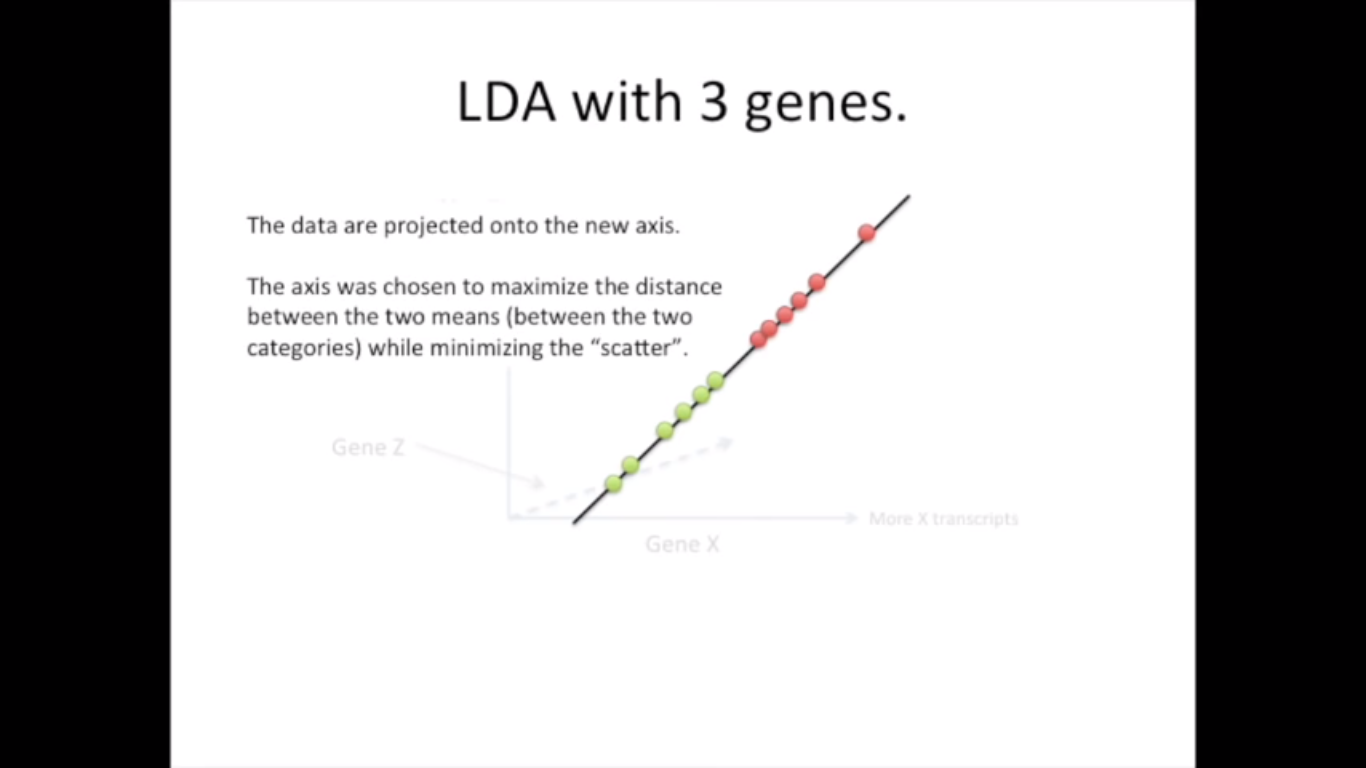 LDA with 3 genes.
The data are projected onto the new axis.
The axis was chosen to maximize the distance
between the two means (between the two
categories) while minimizing the “scatter”.
Gene Z
More X transcripts
Gene X